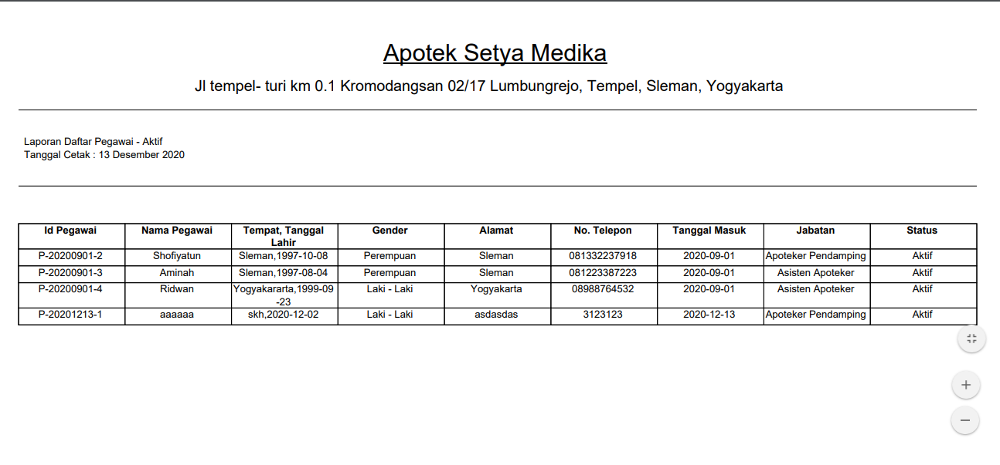 Apotek Setya Medika
Jl tempel- turi km 0.1 Kromodangsan 02/17 Lumbungrejo, Tempel, Sleman, Yogyakarta
Laporan Daftar Pegawai - Aktif
Tanggal Cetak : 13 Desember 2020
Id Pegawai Nama Pegawai Tempat, Tanggal Lahir Gender Alamat No. Telepon Tanggal Masuk Jabatan Status
P-20200901-2 Shofiyatun Sleman,1997-10-08 Perempuan Sleman 081332237918 2020-09-01 Apoteker Pendamping Aktif
P-20200901-3 Aminah Sleman,1997-08-04 Perempuan Sleman 081223387223 2020-09-01 Asisten Apoteker Aktif
P-20200901-4 Ridwan Yogyakararta,1999-09-23 Laki - Laki Yogyakarta 08988764532 2020-09-01 Asisten Apoteker Aktif
P-20201213-1 aaaaaa skh,2020-12-02 Laki - Laki asdasdas 3123123 2020-12-13 Apoteker Pendamping Aktif